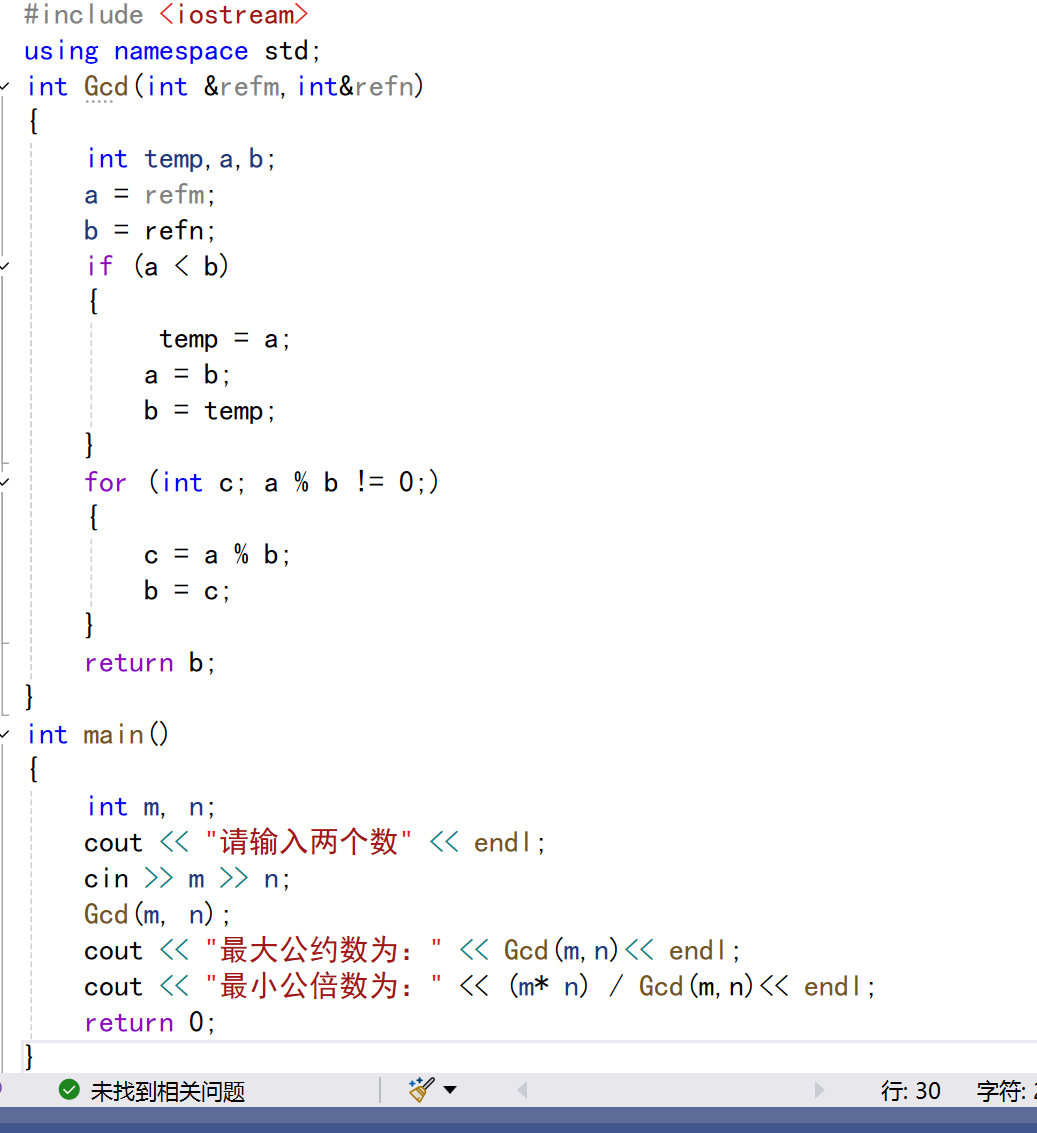 #include <iostream>
using namespace std;
int Gcd(int &refm,int&refn)
{
    int temp,a,b;
    a = refm;
    b = refn;
    if (a < b)
    {
         temp = a;
        a = b;
        b = temp;
    }
    for (int c; a % b != 0;)
    {
        c = a % b;
        b = c;
    }
    return b;
}
int main()
{
    int m, n;
    cout << "请输入两个数" << endl;
    cin >> m >> n;
    Gcd(m, n);
    cout << "最大公约数为：" << Gcd(m,n)<< endl;
    cout << "最小公倍数为：" << (m* n) / Gcd(m,n)<< endl;
    return 0;
}
未找到相关问题 行: 30 字符: